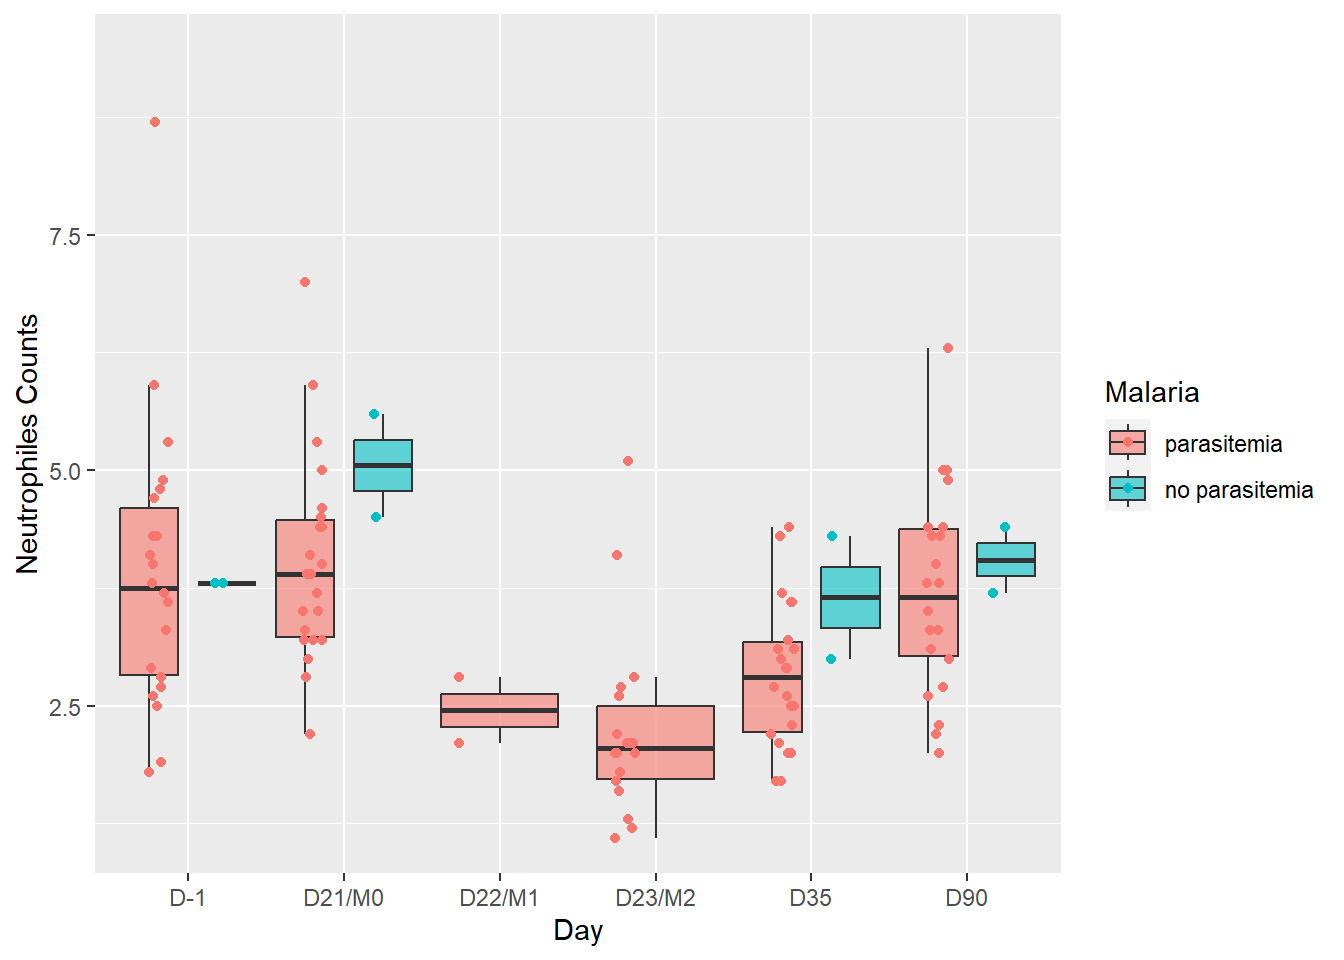 7.5
5.0
2.5
Neutrophiles Counts
D-1 D21/M0 D22/M1 D23/M2 D35 D90
Day
Malaria
parasitemia
no parasitemia